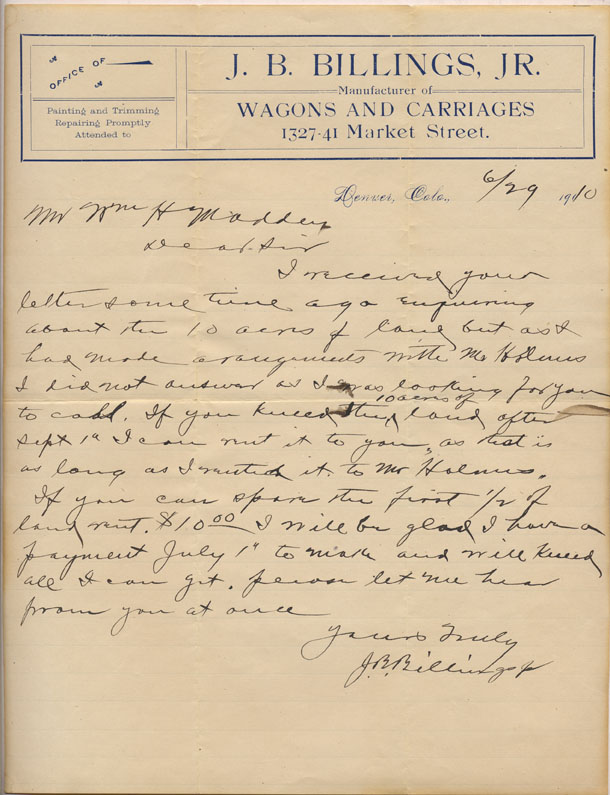 OFFICE OF
Painting and Trimming
Repairing Promptly
Attended to
J. B. BILLINGS, JR.
Manufacturer of
WAGONS AND CARRIAGES
1327-41 Market Street.
Denver, Colo., 6/29 1910
Mr Wm H Madden
Dear Sir
I received your
letter some time ago enquiring
about the 10 acres of land but as I
had made arangements with Mr Holmes
I did not answer as I was looking for you
to call. If you kneed the 10 acres of land after
Sept 1st I can rent it to you, as that is
as long as I rented it to Mr Holmes.
If you can spare the first 1/2 of
land rent. $10 00 I will be glad I have a
payment July 1st to make and will kneed
all I can git. please let me hear
from you at once
Yours Truly
J.B. Billings Jr